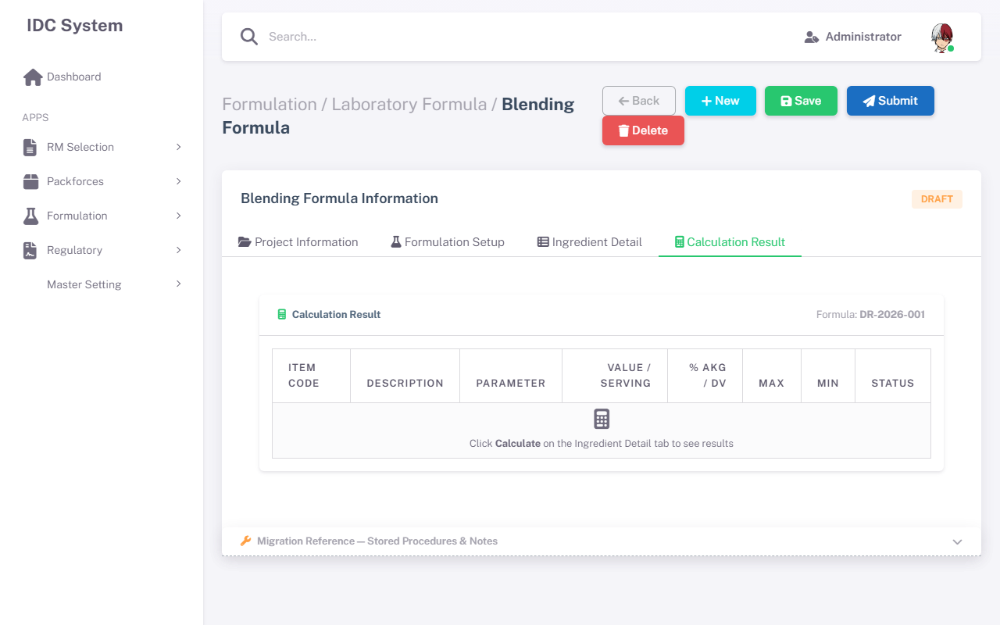 IDC System
Search...
Administrator
Dashboard
APPS
RM Selection
Packforces
Formulation
Regulatory
Master Setting
Formulation / Laboratory Formula / Blending
Formula
Back
New
Save
Submit
Delete
Blending Formula Information
DRAFT
Project Information
Formulation Setup
Ingredient Detail
Calculation Result
Calculation Result
Formula: DR-2026-001
ITEM
CODE
DESCRIPTION
PARAMETER
VALUE /
SERVING
% AKG
/ DV
MAX
MIN
STATUS
Click Calculate on the Ingredient Detail tab to see results
Migration Reference — Stored Procedures & Notes